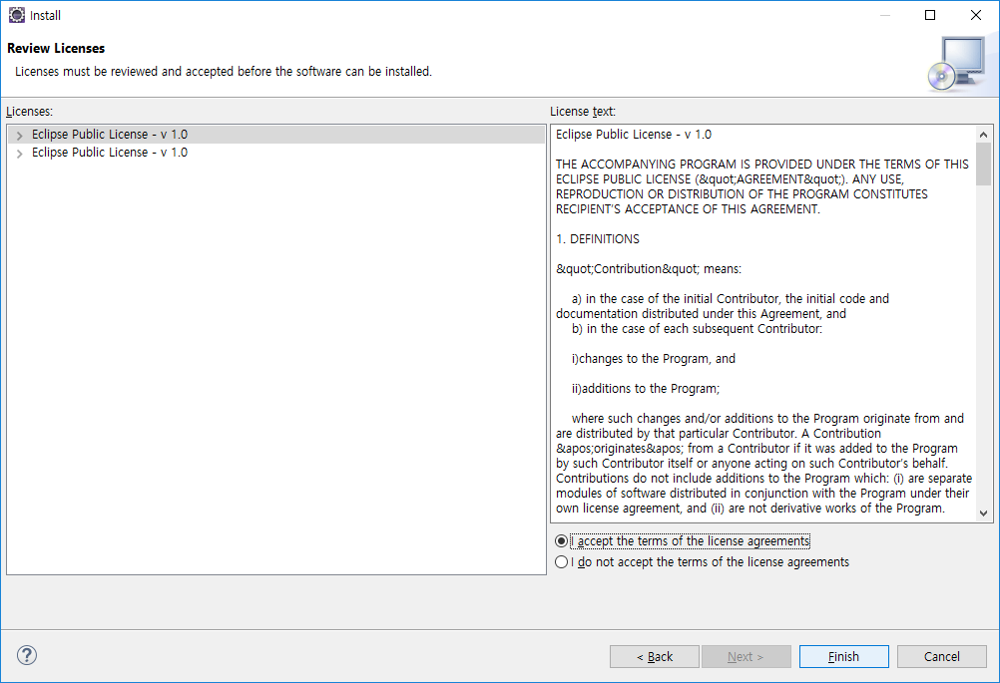 Install
Review Licenses
Licenses must be reviewed and accepted before the software can be installed.
Licenses:
Eclipse Public License - v 1.0
Eclipse Public License - v 1.0
License text:
Eclipse Public License - v 1.0
THE ACCOMPANYING PROGRAM IS PROVIDED UNDER THE TERMS OF THIS
ECLIPSE PUBLIC LICENSE (&quot;AGREEMENT&quot;). ANY USE,
REPRODUCTION OR DISTRIBUTION OF THE PROGRAM CONSTITUTES
RECIPIENT'S ACCEPTANCE OF THIS AGREEMENT.
1. DEFINITIONS
&quot;Contribution&quot; means:
a) in the case of the initial Contributor, the initial code and
documentation distributed under this Agreement, and
b) in the case of each subsequent Contributor:
i)changes to the Program, and
ii)additions to the Program;
where such changes and/or additions to the Program originate from and
are distributed by that particular Contributor. A Contribution
&apos;originates&apos; from a Contributor if it was added to the Program
by such Contributor itself or anyone acting on such Contributor's behalf.
Contributions do not include additions to the Program which: (i) are separate
modules of software distributed in conjunction with the Program under their
own license agreement, and (ii) are not derivative works of the Program.
I accept the terms of the license agreements
I do not accept the terms of the license agreements
?
< Back
Next >
Finish
Cancel